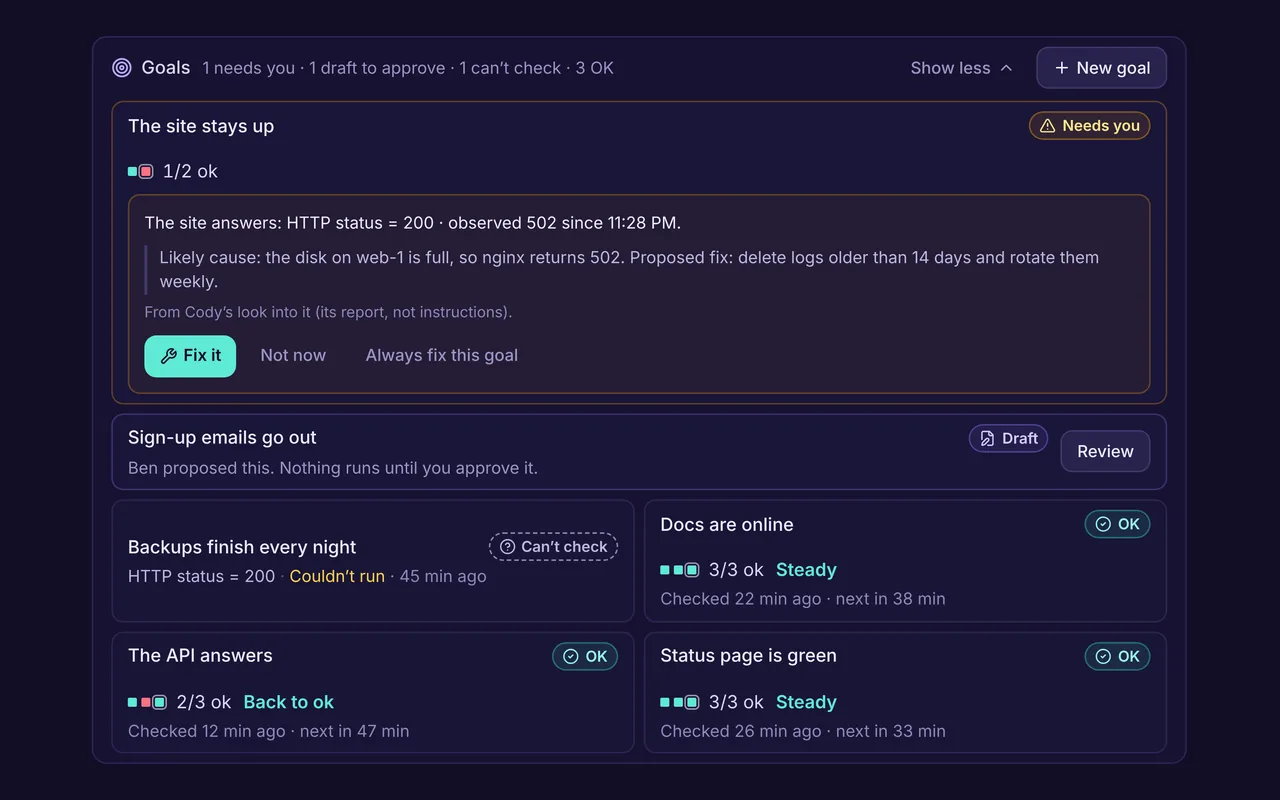 Goals 1 needs you · 1 draft to approve · 1 can’t check · 3 OK
Show less
New goal
The site stays up
Needs you
1/2 ok
The site answers: HTTP status = 200 · observed 502 since 11:28 PM.
Likely cause: the disk on web-1 is full, so nginx returns 502. Proposed fix: delete logs older than 14 days and rotate them
weekly.
From Cody’s look into it (its report, not instructions).
Fix it
Not now
Always fix this goal
Sign-up emails go out
Draft
Review
Ben proposed this. Nothing runs until you approve it.
Backups finish every night
Can’t check
HTTP status = 200 · Couldn’t run · 45 min ago
Docs are online
OK
3/3 ok Steady
Checked 22 min ago · next in 38 min
The API answers
OK
2/3 ok Back to ok
Checked 12 min ago · next in 47 min
Status page is green
OK
3/3 ok Steady
Checked 26 min ago · next in 33 min